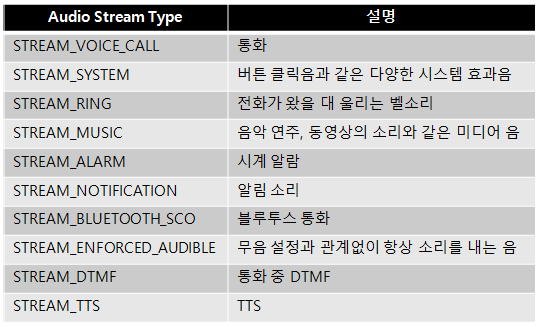 Audio Stream Type 설명
STREAM_VOICE_CALL 통화
STREAM_SYSTEM 버튼 클릭음과 같은 다양한 시스템 효과음
STREAM_RING 전화가 왔을 대 울리는 벨소리
STREAM_MUSIC 음악 연주, 동영상의 소리와 같은 미디어 음
STREAM_ALARM 시계 알람
STREAM_NOTIFICATION 알림 소리
STREAM_BLUETOOTH_SCO 블루투스 통화
STREAM_ENFORCED_AUDIBLE 무음 설정과 관계없이 항상 소리를 내는 음
STREAM_DTMF 통화 중 DTMF
STREAM_TTS TTS